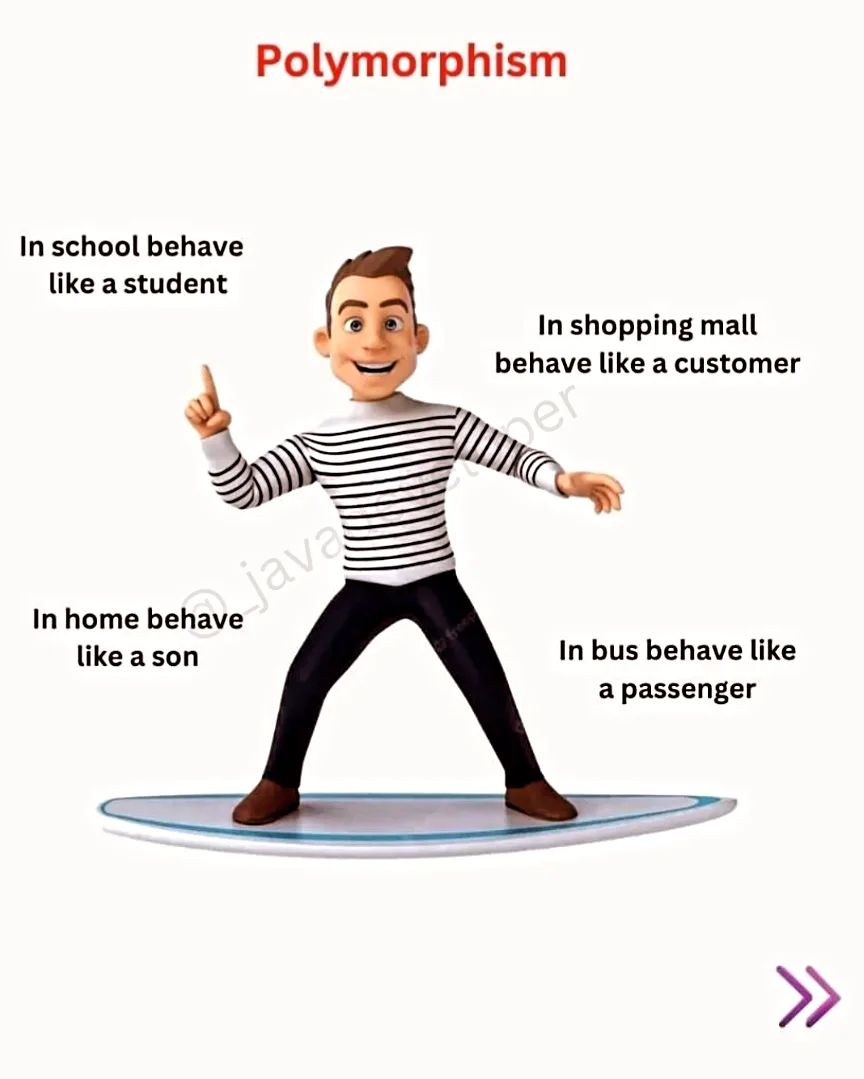 Polymorphism
In school behave
like a student
In shopping mall
behave like a customer
In home behave
like a son
In bus behave like
a passenger